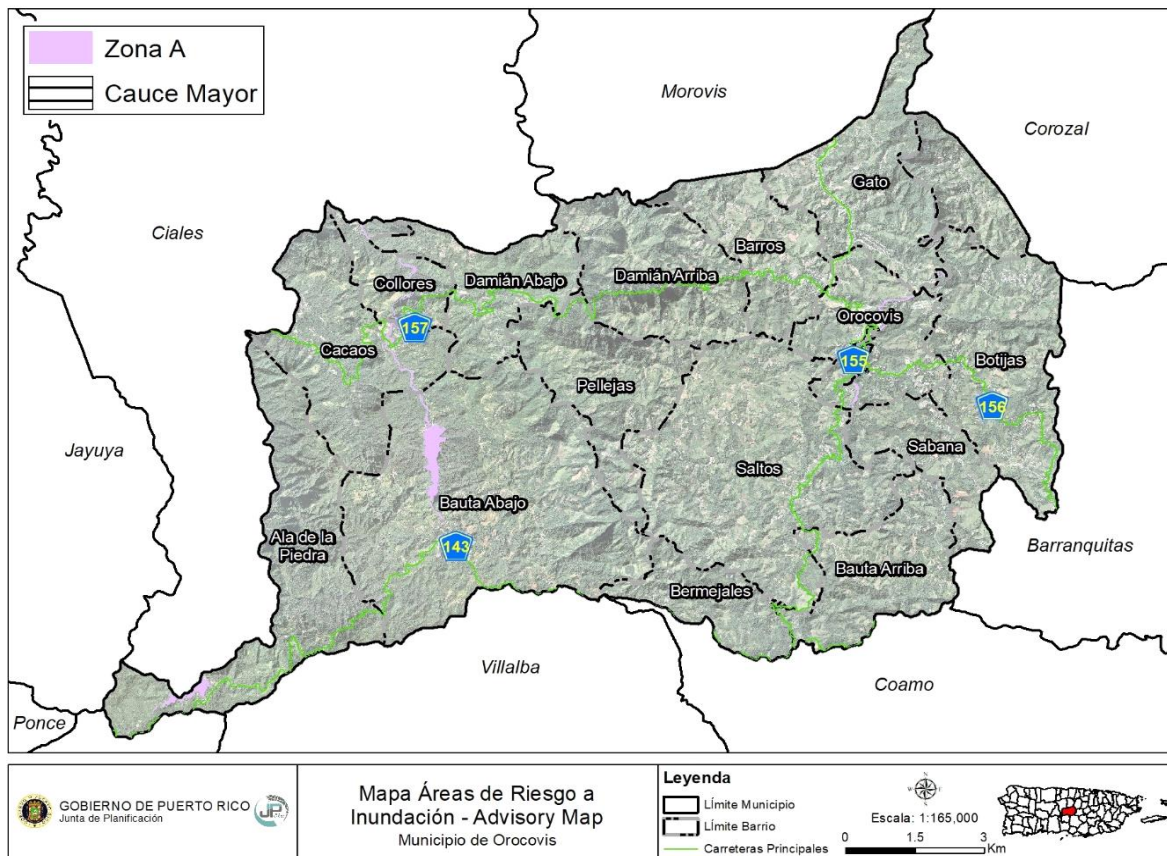 Zona A
Cauce Mayor
Morovis
Corozal
Ciales
Gato
Barros
Collores
Damián Abajo
Damián Arriba
Orocovis
157
Cacaos
155
Botijas
Pellejas
156
Jayuya
Sabana
Saltos
Bauta Abajo
Ala de la
Piedra
143
Barranquitas
Bauta Arriba
Bermejales
Villalba
Coamo
Ponce
GOBIERNO DE PUERTO RICO
Junta de Planificación
JP
Mapa Áreas de Riesgo a
Inundación - Advisory Map
Municipio de Orocovis
Leyenda
Límite Municipio
Límite Barrio
Carreteras Principales
Escala: 1:165,000
0 1.5 3
Km